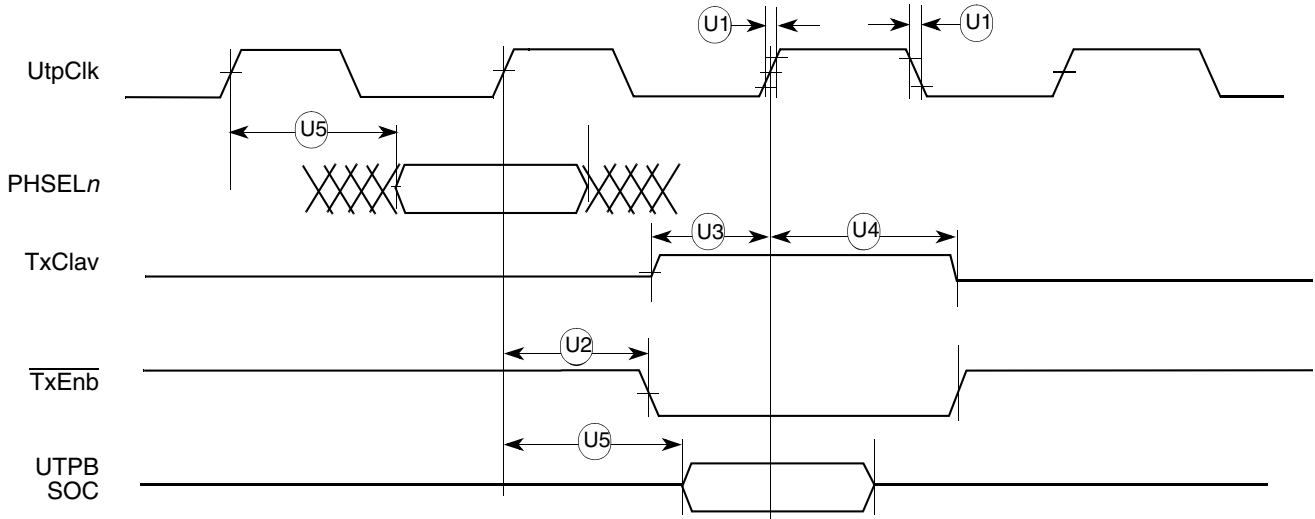 U1
U1
UtpClk
U5
PHSELn
U3
U4
TxClav
U2
TxEnb
U5
UTPB
SOC